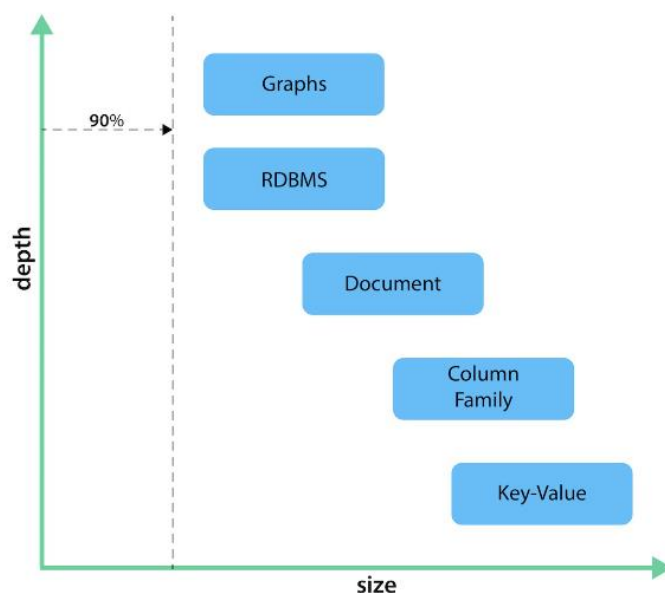 Graphs
90%
RDBMS
depth
Document
Column
Family
Key-Value
size